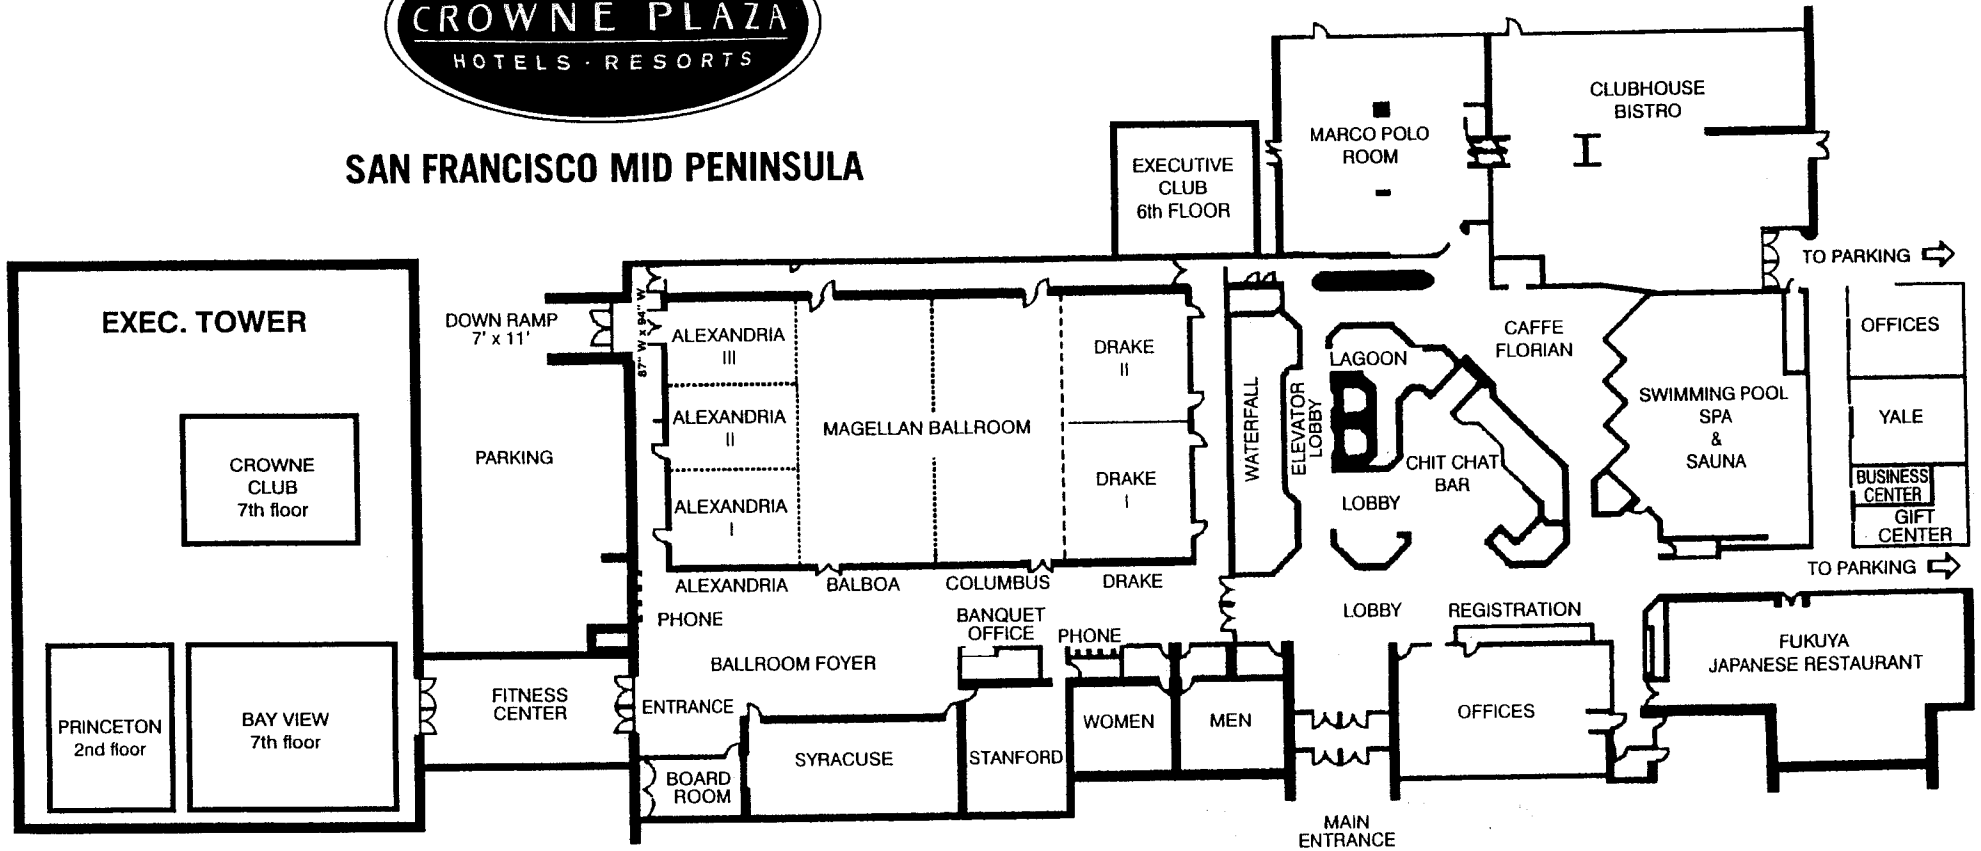 CROWNE PLAZA
HOTELS · RESORTS
SAN FRANCISCO MID PENINSULA
CLUBHOUSE
BISTRO
MARCO POLO
ROOM
EXECUTIVE
CLUB
6th FLOOR
TO PARKING
EXEC. TOWER
DOWN RAMP
7' x 11'
87" W x 94" W
ALEXANDRIA
III
ALEXANDRIA
II
ALEXANDRIA
I
MAGELLAN BALLROOM
DRAKE
II
DRAKE
I
WATERFALL
ELEVATOR
LOBBY
LAGOON
CAFFE
FLORIAN
CHIT CHAT
BAR
LOBBY
SWIMMING POOL
SPA
&
SAUNA
OFFICES
YALE
BUSINESS
CENTER
GIFT
CENTER
CROWNE
CLUB
7th floor
PARKING
ALEXANDRIA
BALBOA
COLUMBUS
DRAKE
TO PARKING
PHONE
BANQUET
OFFICE
PHONE
LOBBY
REGISTRATION
FUKUYA
JAPANESE RESTAURANT
BALLROOM FOYER
PRINCETON
2nd floor
BAY VIEW
7th floor
FITNESS
CENTER
ENTRANCE
WOMEN
MEN
OFFICES
BOARD
ROOM
SYRACUSE
STANFORD
MAIN
ENTRANCE